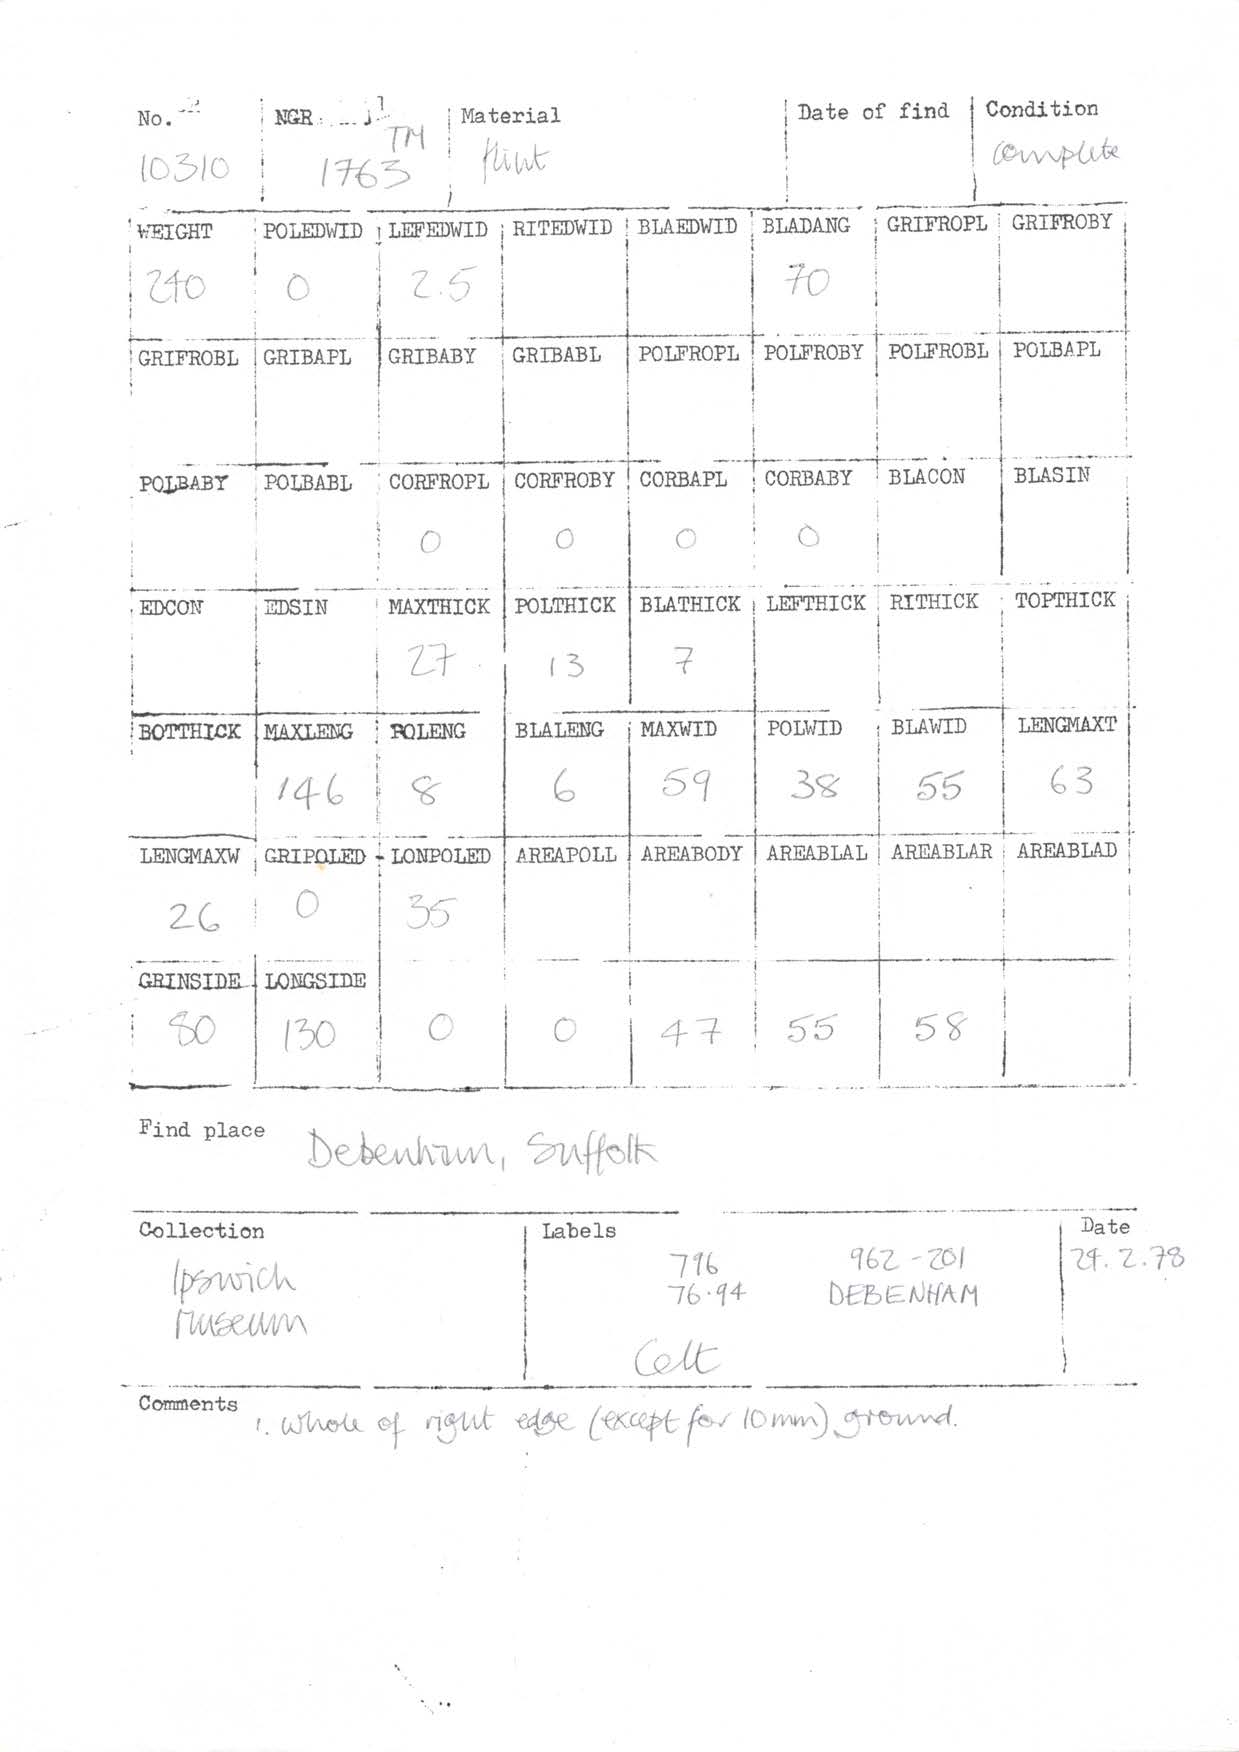 No. NGR Material Date of find Condition
10310 TM 1763 flint complete
WEIGHT POLEDWID LEFEDWID RITEDWID BLAEDWID BLADANG GRIFROPL GRIFROBY
240 0 2.5 70
GRIFROBL GRIBAPL GRIBABY GRIBABL POLFROPL POLFROBY POLFROBL POLBAPL
POLBABY POLBABL CORFROPL CORFROBY CORBAPL CORBABY BLACON BLASIN
0 0 0 0
EDCON EDSIN MAXTHICK POLTHICK BLATHICK LEFTHICK RITHICK TOPTHICK
27 13 7
BOTTHICK MAXLENG POLENG BLALENG MAXWID POLWID BLAWID LENGMAXT
146 8 6 59 38 55 63
LENGMAXW GRIPOLED LONPOLED AREAPOLL AREABODY AREABLAL AREABLAR AREABLAD
26 0 35
GRINSIDE LONGSIDE
80 130 0 0 47 55 58
Find place Debenham, Suffolk
Collection Labels Date
796 962-201 24.2.78
Ipswich 76.94 DEBENHAM
Museum
Celt
Comments 1. whole of right edge (except for 10mm) ground.